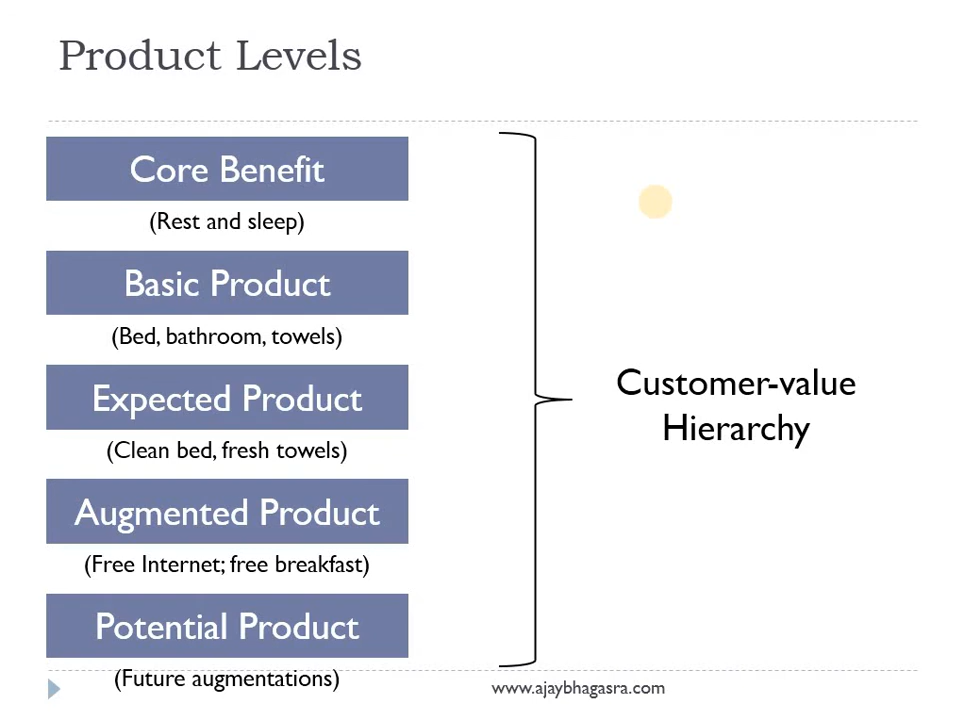 Product Levels
Core Benefit
(Rest and sleep)
Basic Product
(Bed, bathroom, towels)
Expected Product
(Clean bed, fresh towels)
Augmented Product
(Free Internet; free breakfast)
Potential Product
(Future augmentations)
Customer-value
Hierarchy
www.ajaybhagasra.com